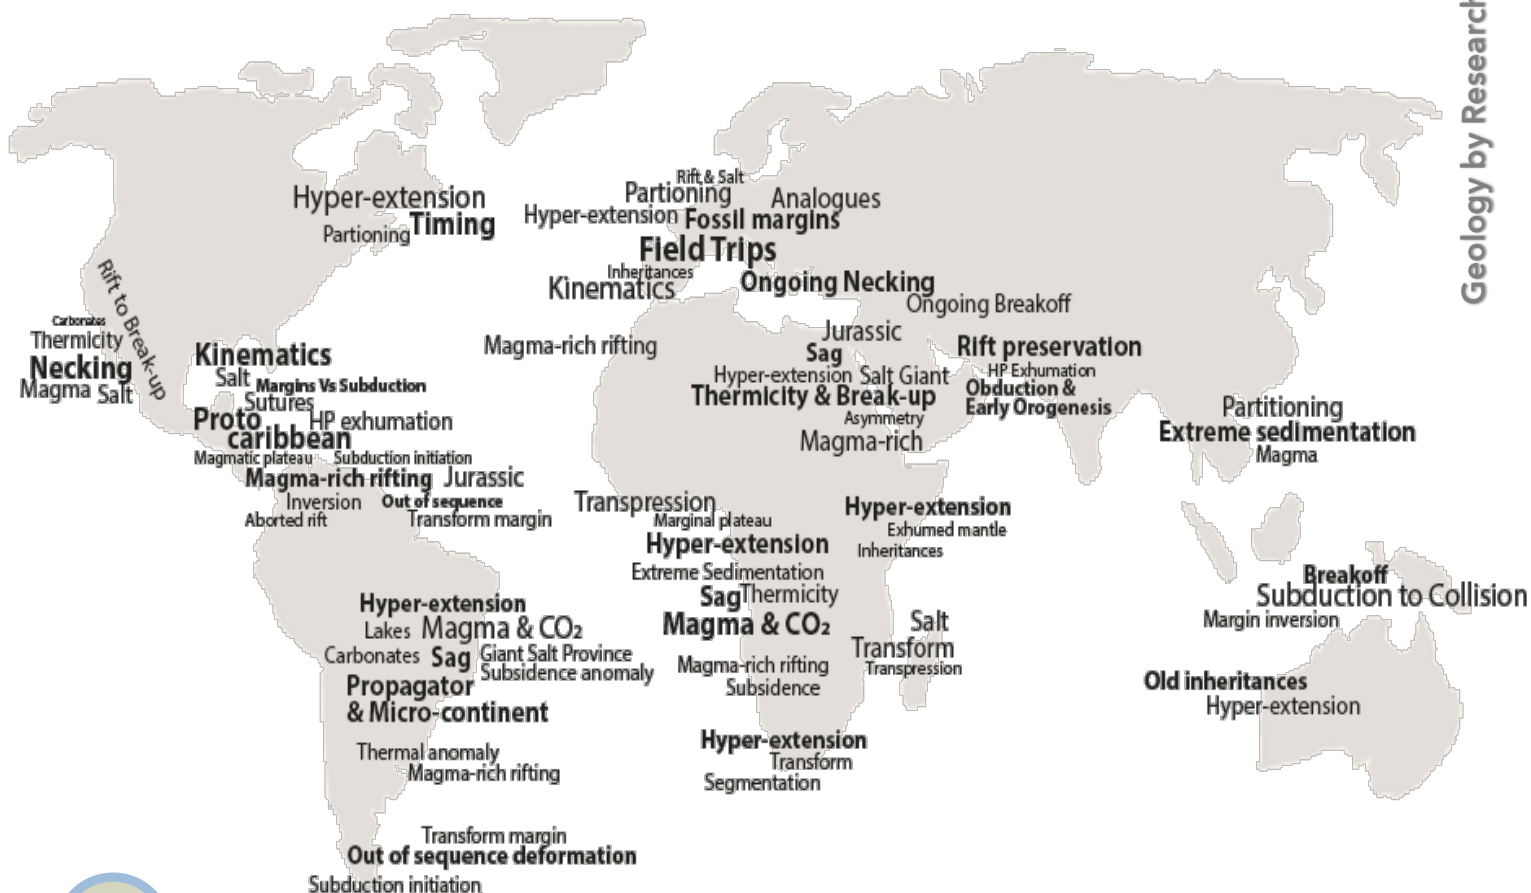 Geology by Research
Hyper-extension
Timing
Partioning
Rift to Break-up
Carbonates
Thermicity
Necking
Magma Salt
Kinematics
Salt
Margins Vs Subduction
Sutures
Proto
caribbean
HP exhumation
Magmatic plateau
Subduction initiation
Magma-rich rifting
Jurassic
Inversion
Out of sequence
Aborted rift
Transform margin
Hyper-extension
Lakes
Magma & CO₂
Carbonates
Sag
Giant Salt Province
Subsidence anomaly
Propagator
& Micro-continent
Thermal anomaly
Magma-rich rifting
Transform margin
Out of sequence deformation
Subduction initiation
Rift & Salt
Partioning
Analogues
Hyper-extension
Fossil margins
Field Trips
Inheritances
Kinematics
Ongoing Necking
Ongoing Breakoff
Magma-rich rifting
Jurassic
Sag
Hyper-extension
Salt Giant
Thermicity & Break-up
Asymmetry
Magma-rich
Rift preservation
HP Exhumation
Obduction &
Early Orogenesis
Transpression
Marginal plateau
Hyper-extension
Extreme Sedimentation
Sag
Thermicity
Magma & CO₂
Magma-rich rifting
Subsidence
Hyper-extension
Transform
Segmentation
Hyper-extension
Exhumed mantle
Inheritances
Salt
Transform
Transpression
Partitioning
Extreme sedimentation
Magma
Breakoff
Subduction to Collision
Margin inversion
Old inheritances
Hyper-extension